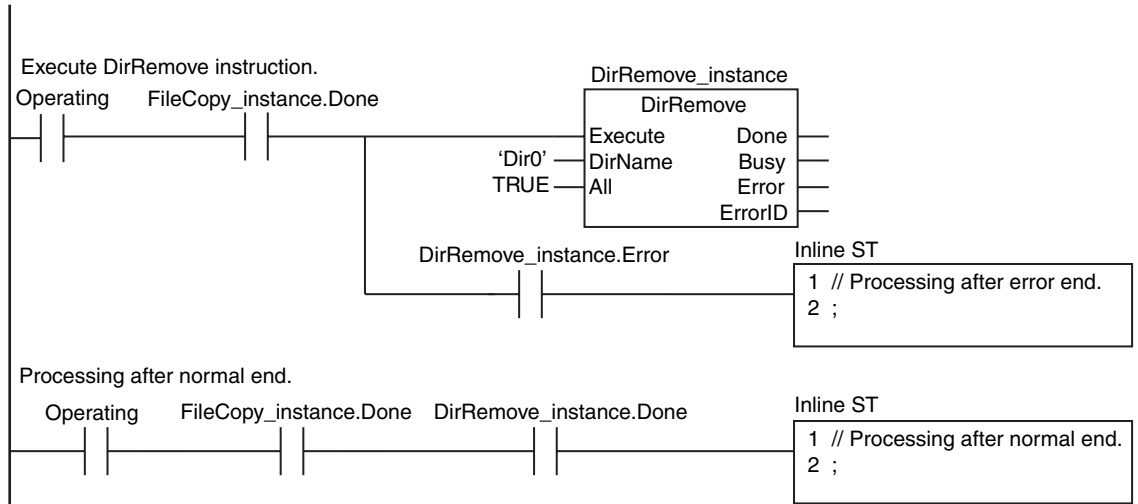 Execute DirRemove instruction.
Operating FileCopy_instance.Done
DirRemove_instance
DirRemove
Execute Done
'Dir0' DirName Busy
TRUE All Error
ErrorID
DirRemove_instance.Error
Inline ST
1 // Processing after error end.
2 ;
Processing after normal end.
Operating FileCopy_instance.Done DirRemove_instance.Done
Inline ST
1 // Processing after normal end.
2 ;